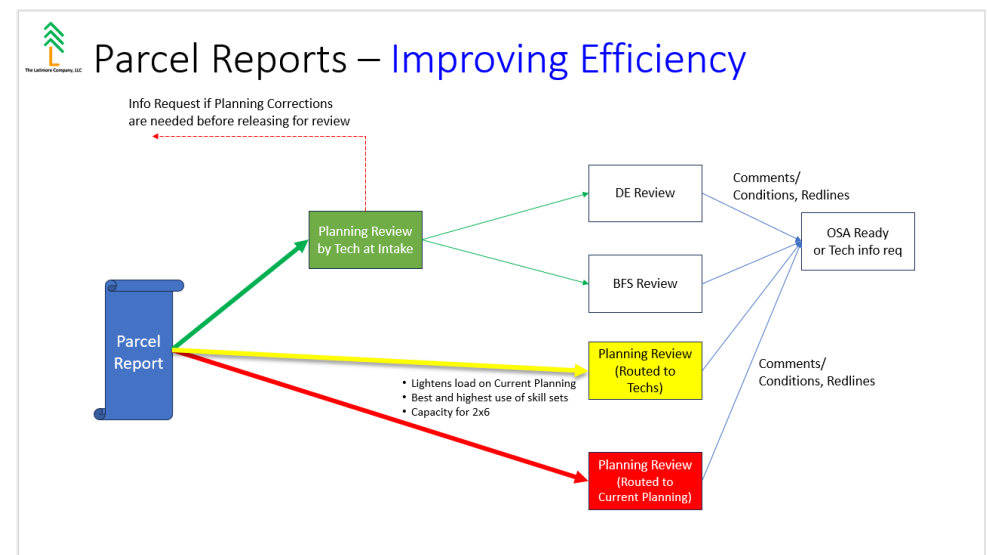 The Latimore Company, LLC
Parcel Reports – Improving Efficiency
Info Request if Planning Corrections
are needed before releasing for review
Planning Review
by Tech at Intake
DE Review
Comments/
Conditions, Redlines
OSA Ready
or Tech info req
BFS Review
Parcel
Report
Planning Review
(Routed to
Techs)
Comments/
Conditions, Redlines
• Lightens load on Current Planning
• Best and highest use of skill sets
• Capacity for 2x6
Planning Review
(Routed to
Current Planning)